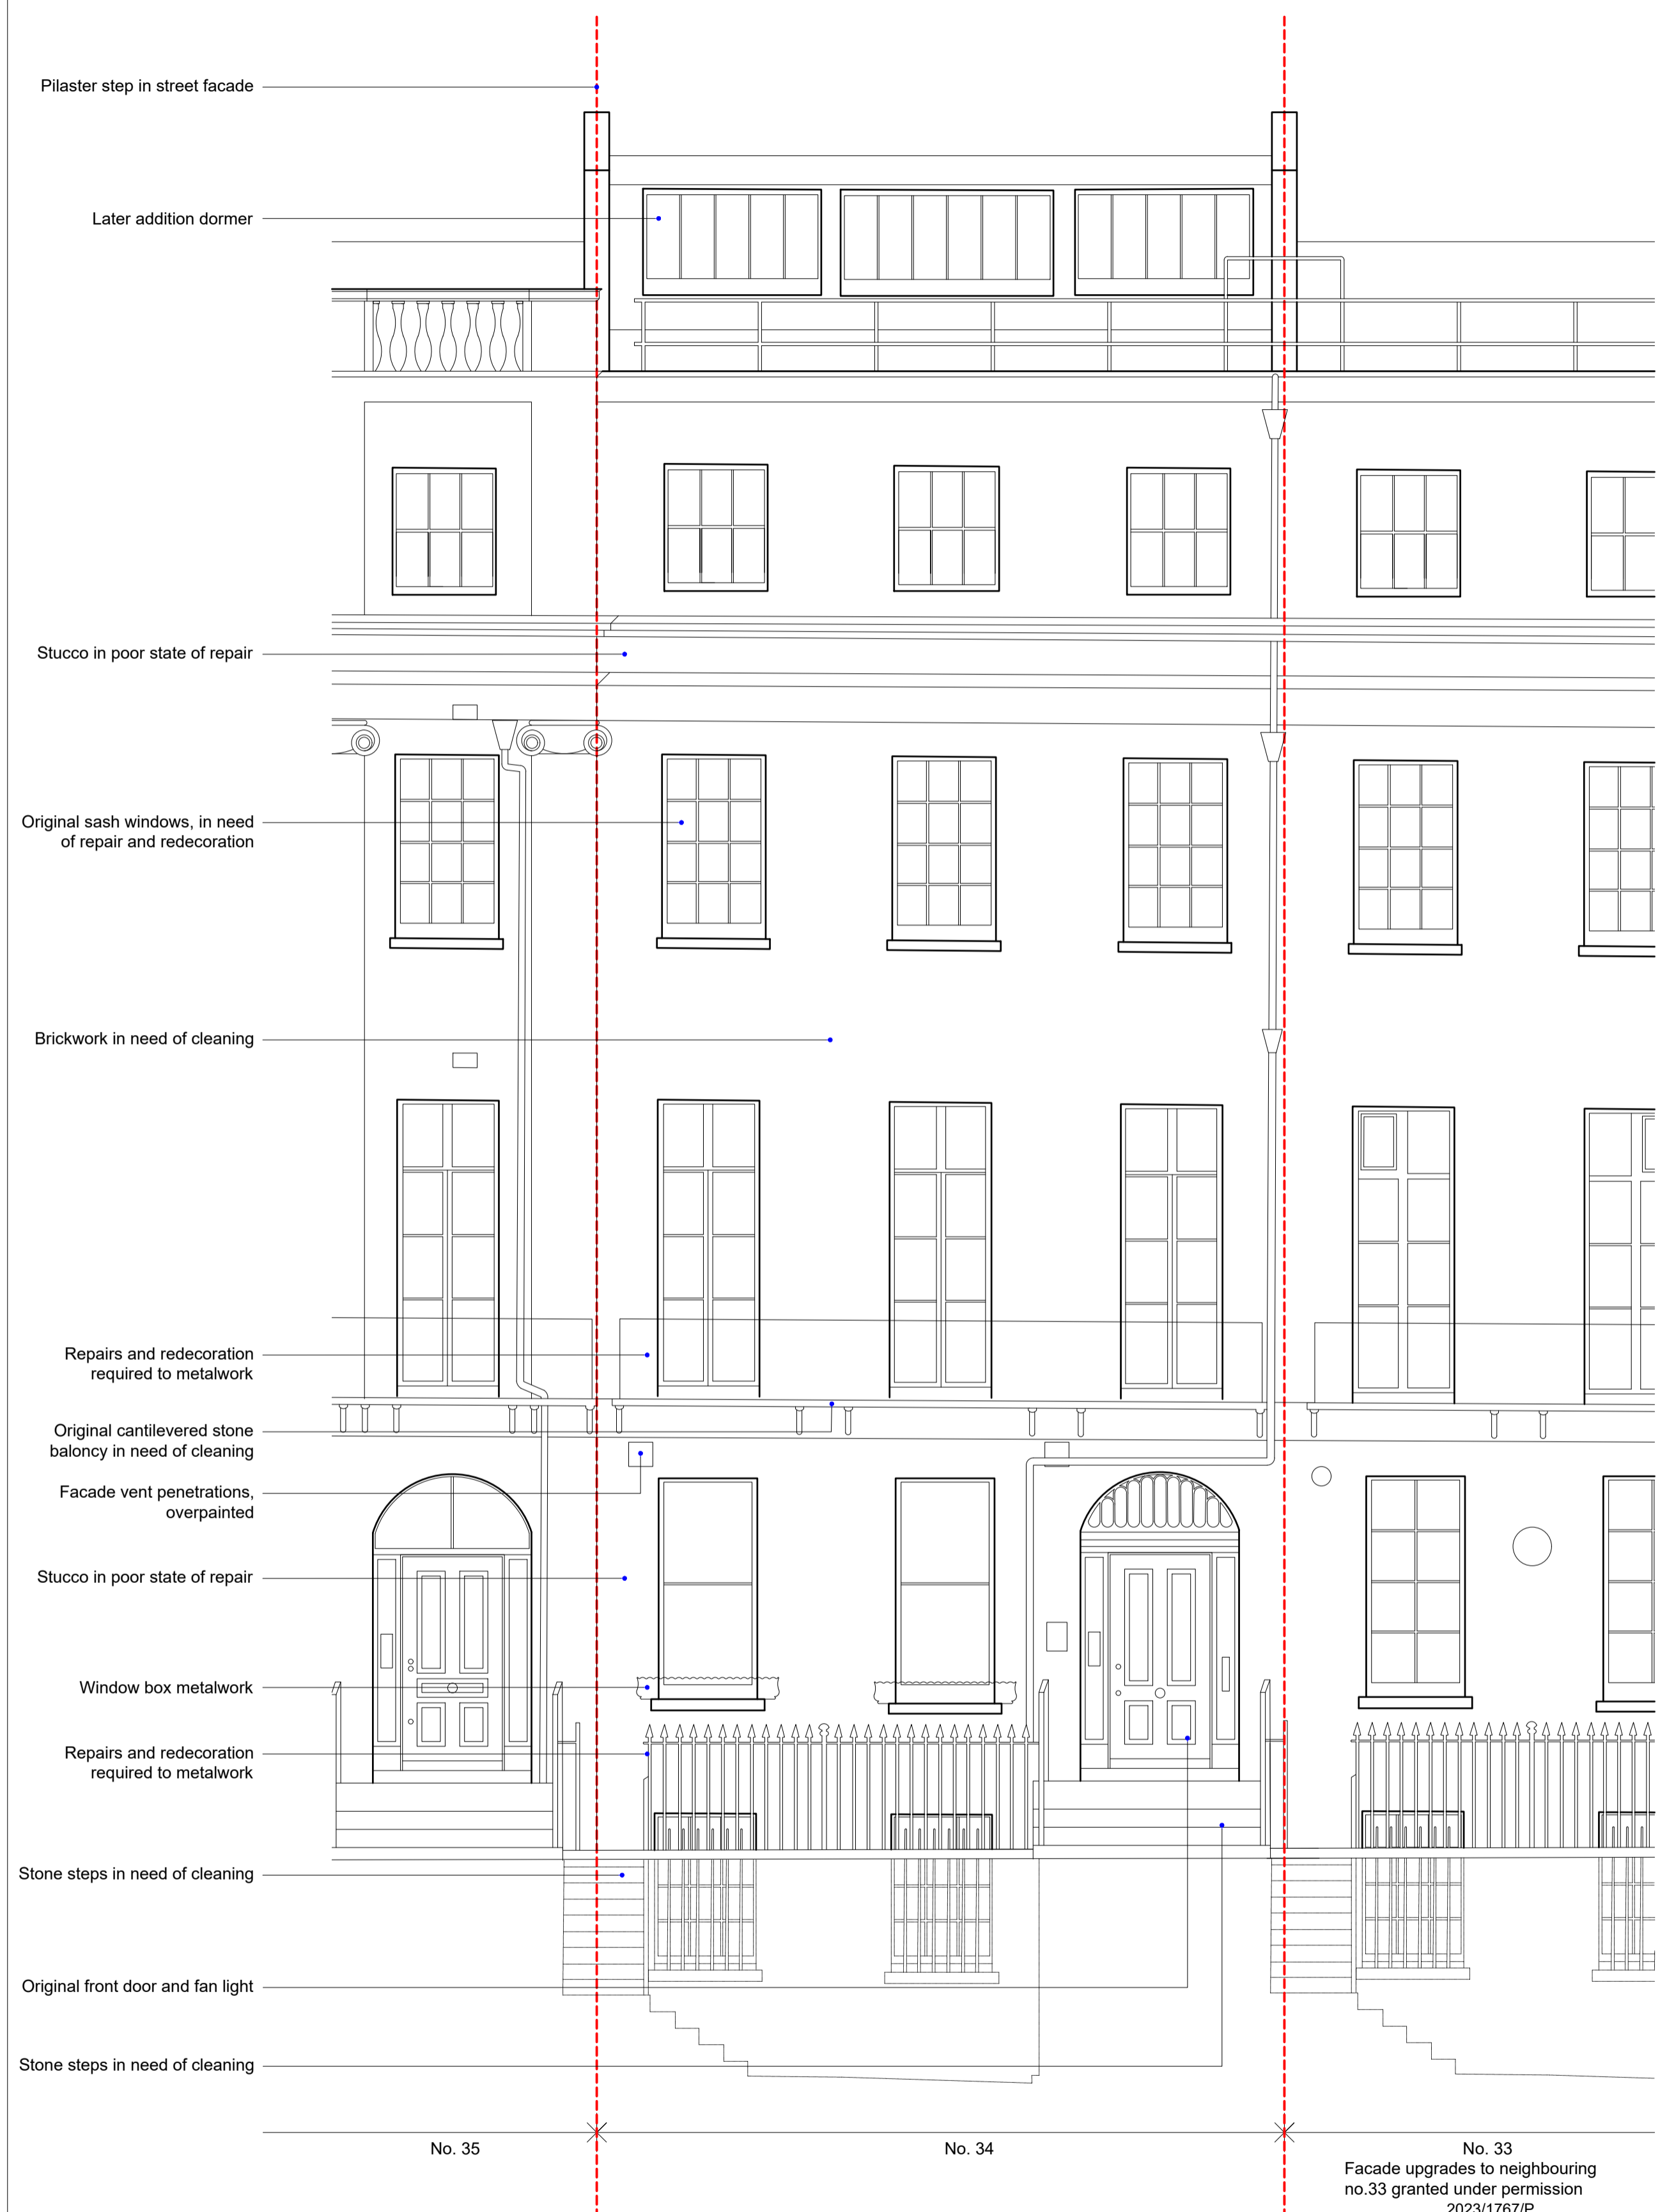 Pilaster step in street facade
Later addition dormer
Stucco in poor state of repair
Original sash windows, in need
of repair and redecoration
Brickwork in need of cleaning
Repairs and redecoration
required to metalwork
Original cantilevered stone
baloncy in need of cleaning
Facade vent penetrations,
overpainted
Stucco in poor state of repair
Window box metalwork
Repairs and redecoration
required to metalwork
Stone steps in need of cleaning
Original front door and fan light
Stone steps in need of cleaning
No. 35
No. 34
No. 33
Facade upgrades to neighbouring
no.33 granted under permission
2023/1767/P